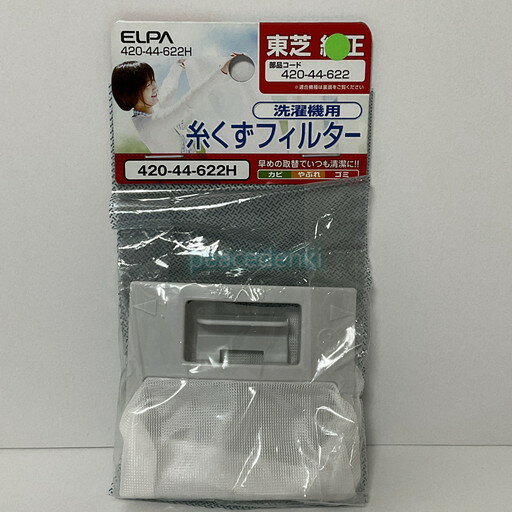 ELPA
420-44-622H
東芝 正
部品コード
420-44-622
※適合機種は裏面をご覧ください
洗濯機用
糸くずフィルター
早めの取替でいつも清潔に!!
カビ やぶれ ゴミ
420-44-622H
peacedenki